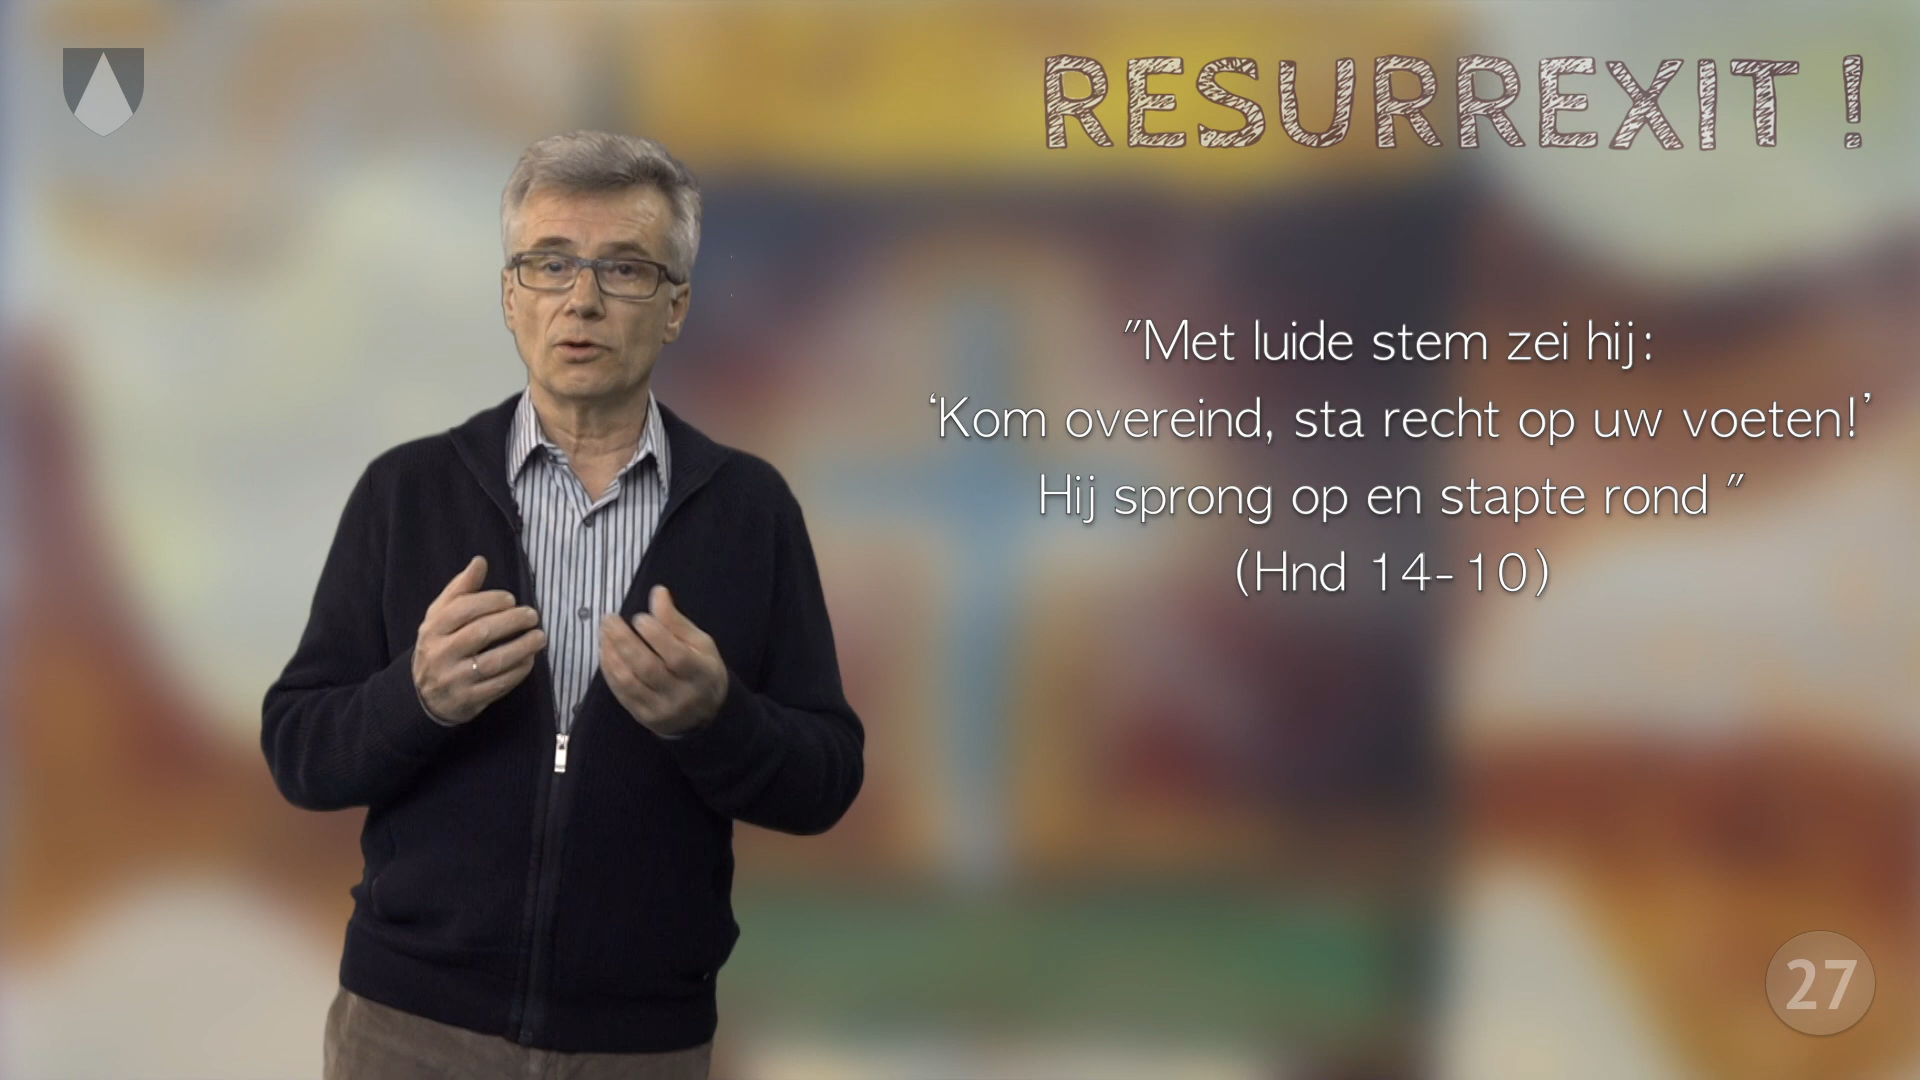 RESURREXIT !
"Met luide stem zei hij:
‘Kom overeind, sta recht op uw voeten!’
Hij sprong op en stapte rond "
(Hnd 14-10)
27